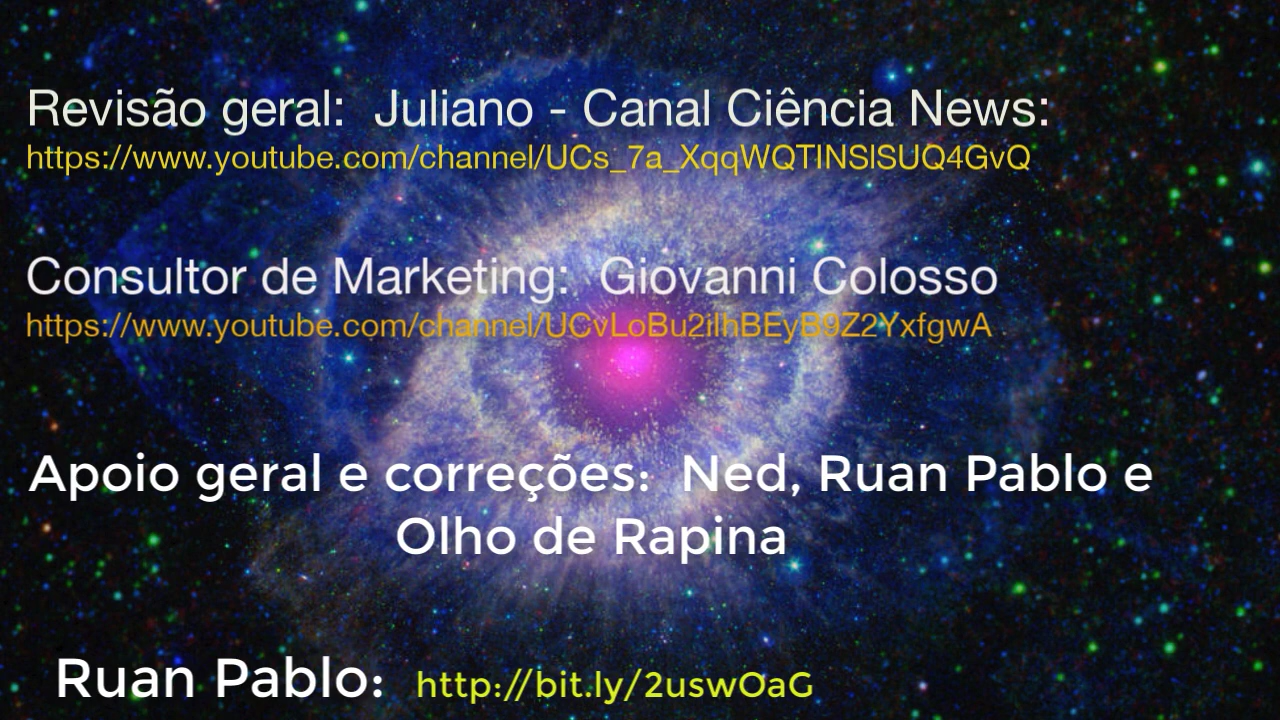 Revisão geral: Juliano - Canal Ciência News:
https://www.youtube.com/channel/UCs_7a_XqqWQTINSlSUQ4GvQ
Consultor de Marketing: Giovanni Colosso
https://www.youtube.com/channel/UCvLoBu2ilhBEyB9Z2YxfgwA
Apoio geral e correções: Ned, Ruan Pablo e
Olho de Rapina
Ruan Pablo: http://bit.ly/2uswOaG